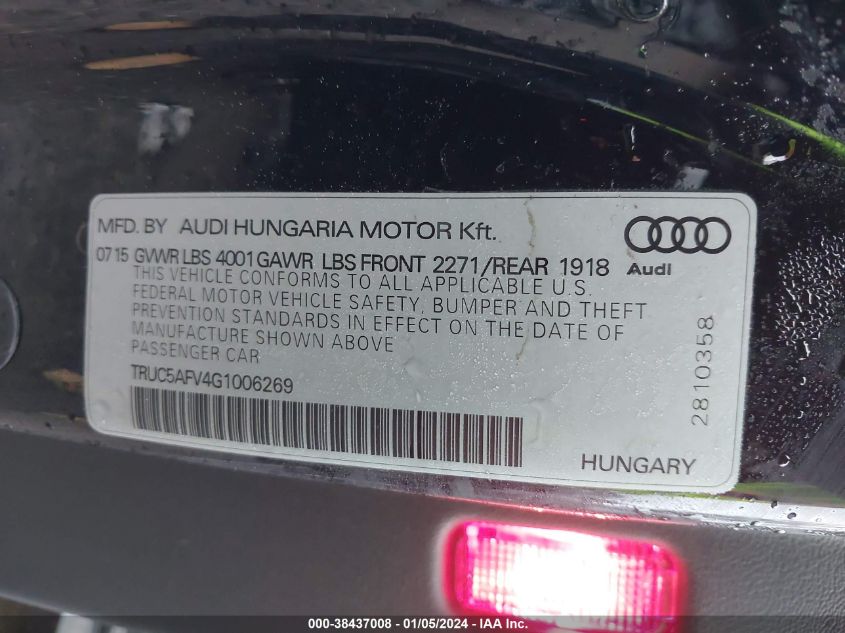 MFD. BY AUDI HUNGARIA MOTOR Kft.
07 15 GVWR LBS 4001 GAWR LBS FRONT 2271/REAR 1918
Audi
THIS VEHICLE CONFORMS TO ALL APPLICABLE U.S.
FEDERAL MOTOR VEHICLE SAFETY, BUMPER AND THEFT
PREVENTION STANDARDS IN EFFECT ON THE DATE OF
MANUFACTURE SHOWN ABOVE
PASSENGER CAR
TRUC5AFV4G1006269
2810358
HUNGARY
000-38437008 - 01/05/2024 - IAA Inc.